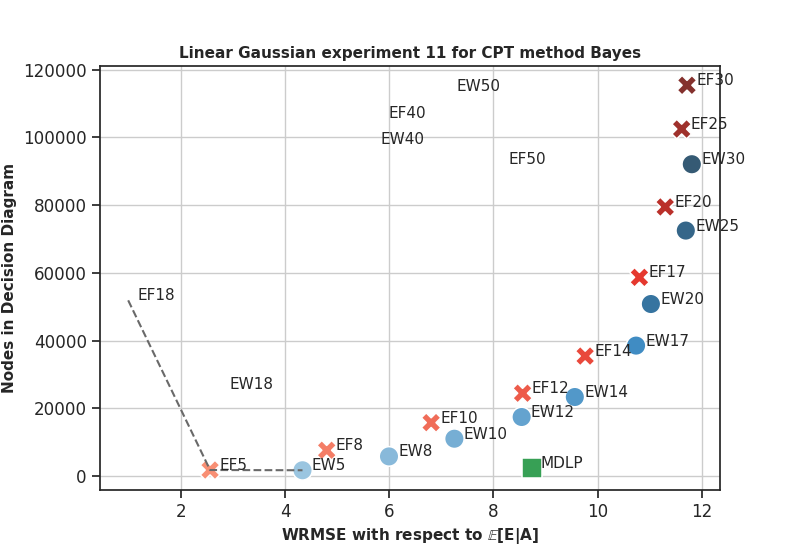 Linear Gaussian experiment 11 for CPT method Bayes
Nodes in Decision Diagram
120000
100000
80000
60000
40000
20000
0
EW50
EF30
EF40
EF25
EW40
EF50
EW30
EF20
EW25
EF17
EF18
EW20
EW17
EF14
EW18
EF12
EW14
EW12
EF10
EW10
EF8
EW8
EF5
EW5
MDLP
2
4
6
8
10
12
WRMSE with respect to 𝔼[E|A]